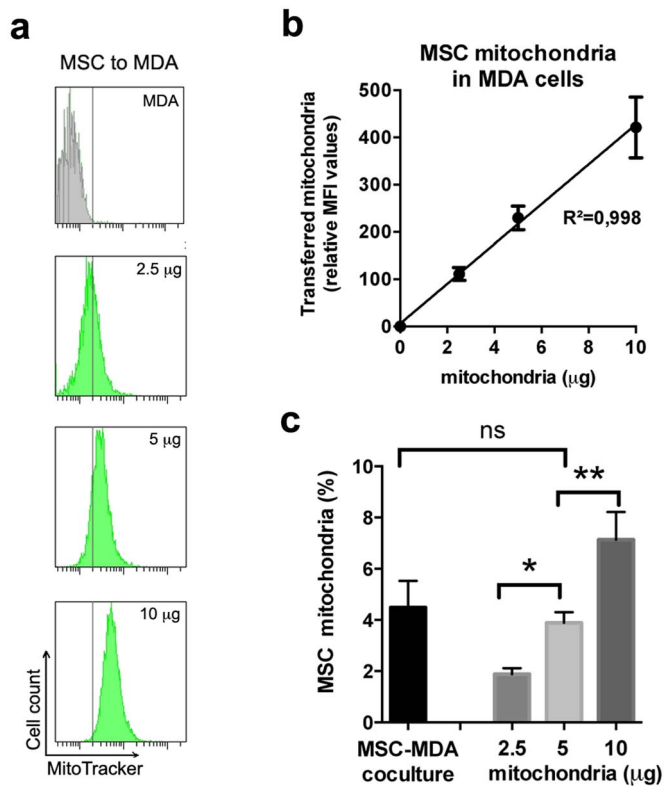 a
MSC to MDA
MDA
2.5 µg
5 µg
10 µg
Cell count
MitoTracker
b
MSC mitochondria
in MDA cells
Transferred mitochondria
(relative MFI values)
500
400
300
200
100
0
R²=0,998
0 2 4 6 8 10
mitochondria (µg)
c
ns
**
*
MSC mitochondria (%)
10
8
6
4
2
0
MSC-MDA
coculture
2.5 5 10
mitochondria (µg)